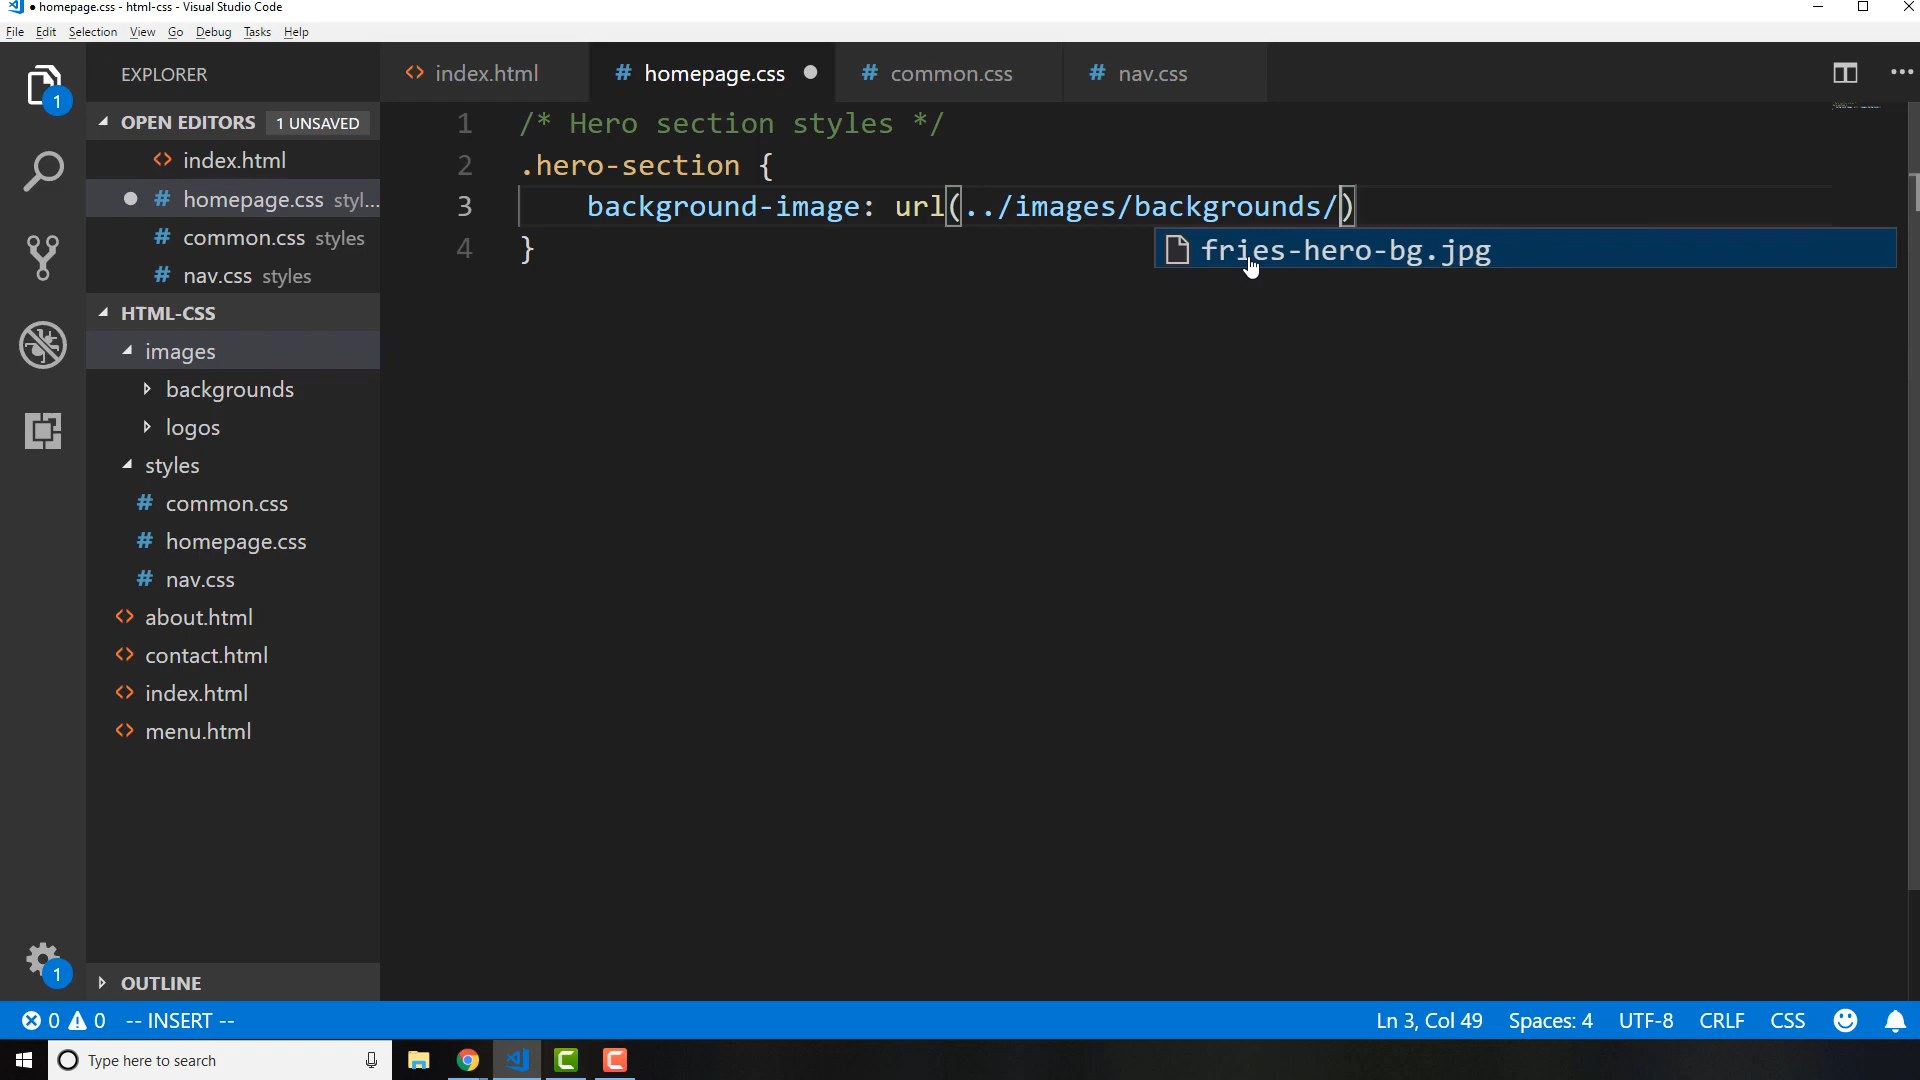 homepage.css - html-css - Visual Studio Code
File Edit Selection View Go Debug Tasks Help
EXPLORER
1
OPEN EDITORS 1 UNSAVED
index.html
homepage.css styl...
common.css styles
nav.css styles
HTML-CSS
images
backgrounds
logos
styles
common.css
homepage.css
nav.css
about.html
contact.html
index.html
menu.html
OUTLINE
1
index.html homepage.css common.css nav.css
1 /* Hero section styles */
2 .hero-section {
3 background-image: url(../images/backgrounds/)
fries-hero-bg.jpg
4 }
0 0 -- INSERT -- Ln 3, Col 49 Spaces: 4 UTF-8 CRLF CSS
Type here to search